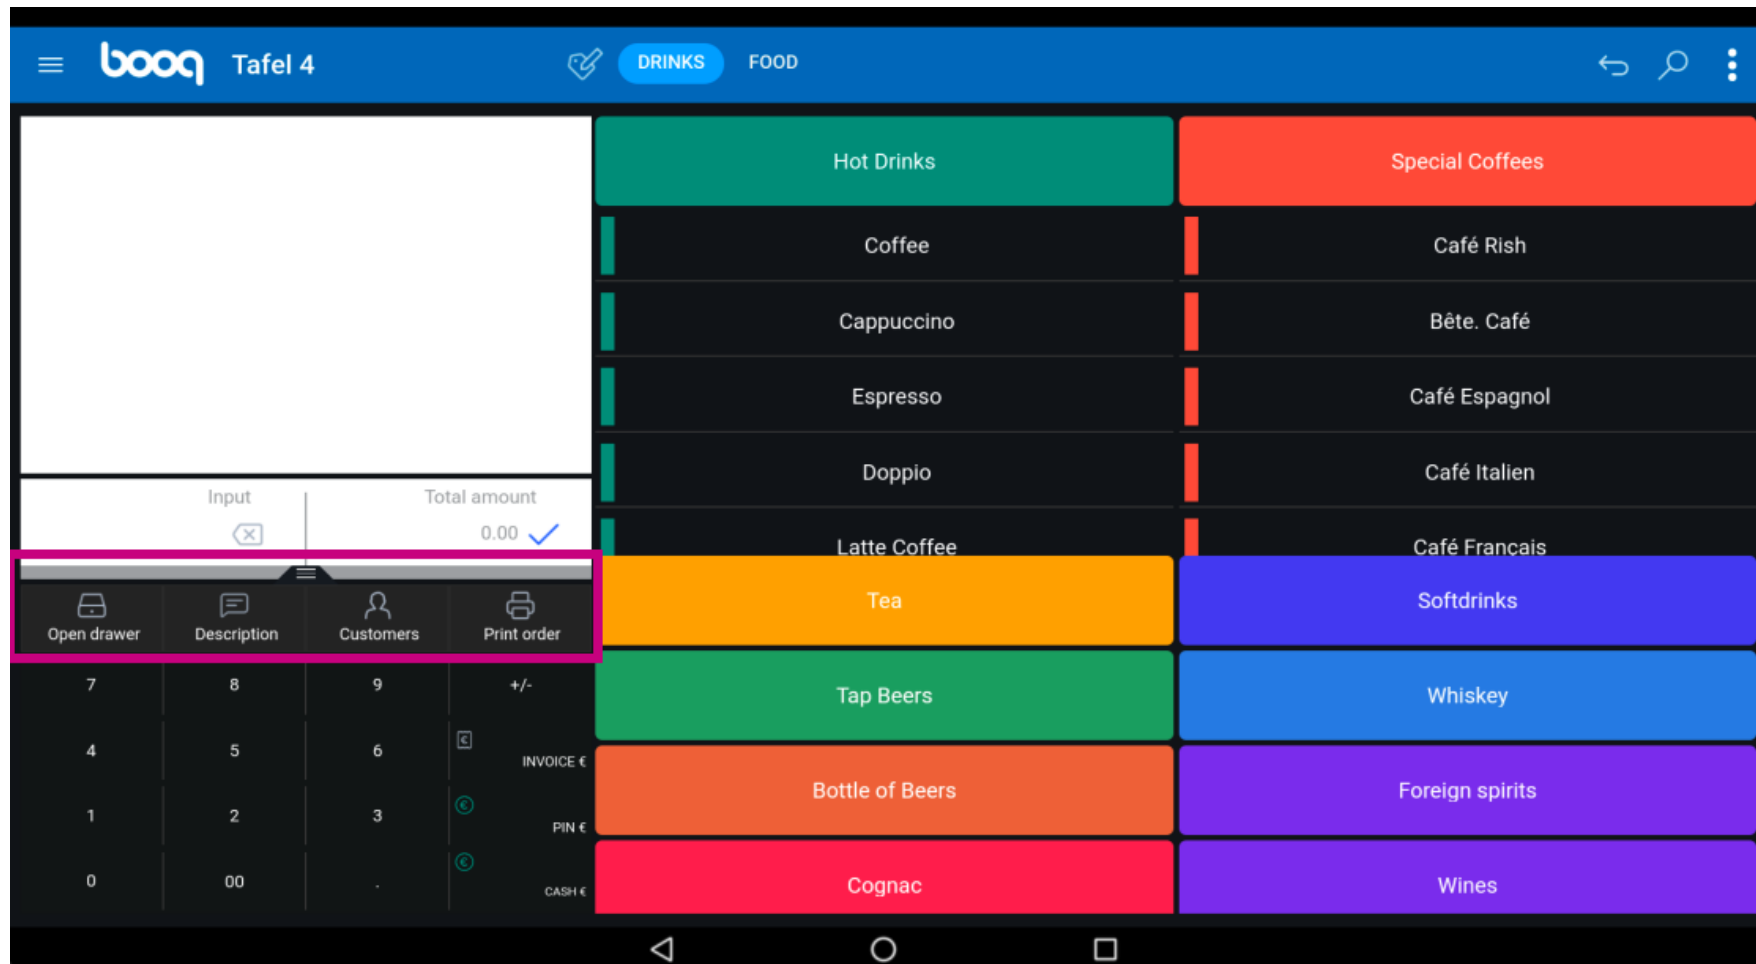 booq Tafel 4 DRINKS FOOD
Input Total amount
0.00
Open drawer Description Customers Print order
7 8 9 +/-
4 5 6 € INVOICE €
1 2 3 € PIN €
0 00 . € CASH €
Hot Drinks
Coffee
Cappuccino
Espresso
Doppio
Latte Coffee
Tea
Tap Beers
Bottle of Beers
Cognac
Special Coffees
Café Rish
Bête. Café
Café Espagnol
Café Italien
Café Français
Softdrinks
Whiskey
Foreign spirits
Wines